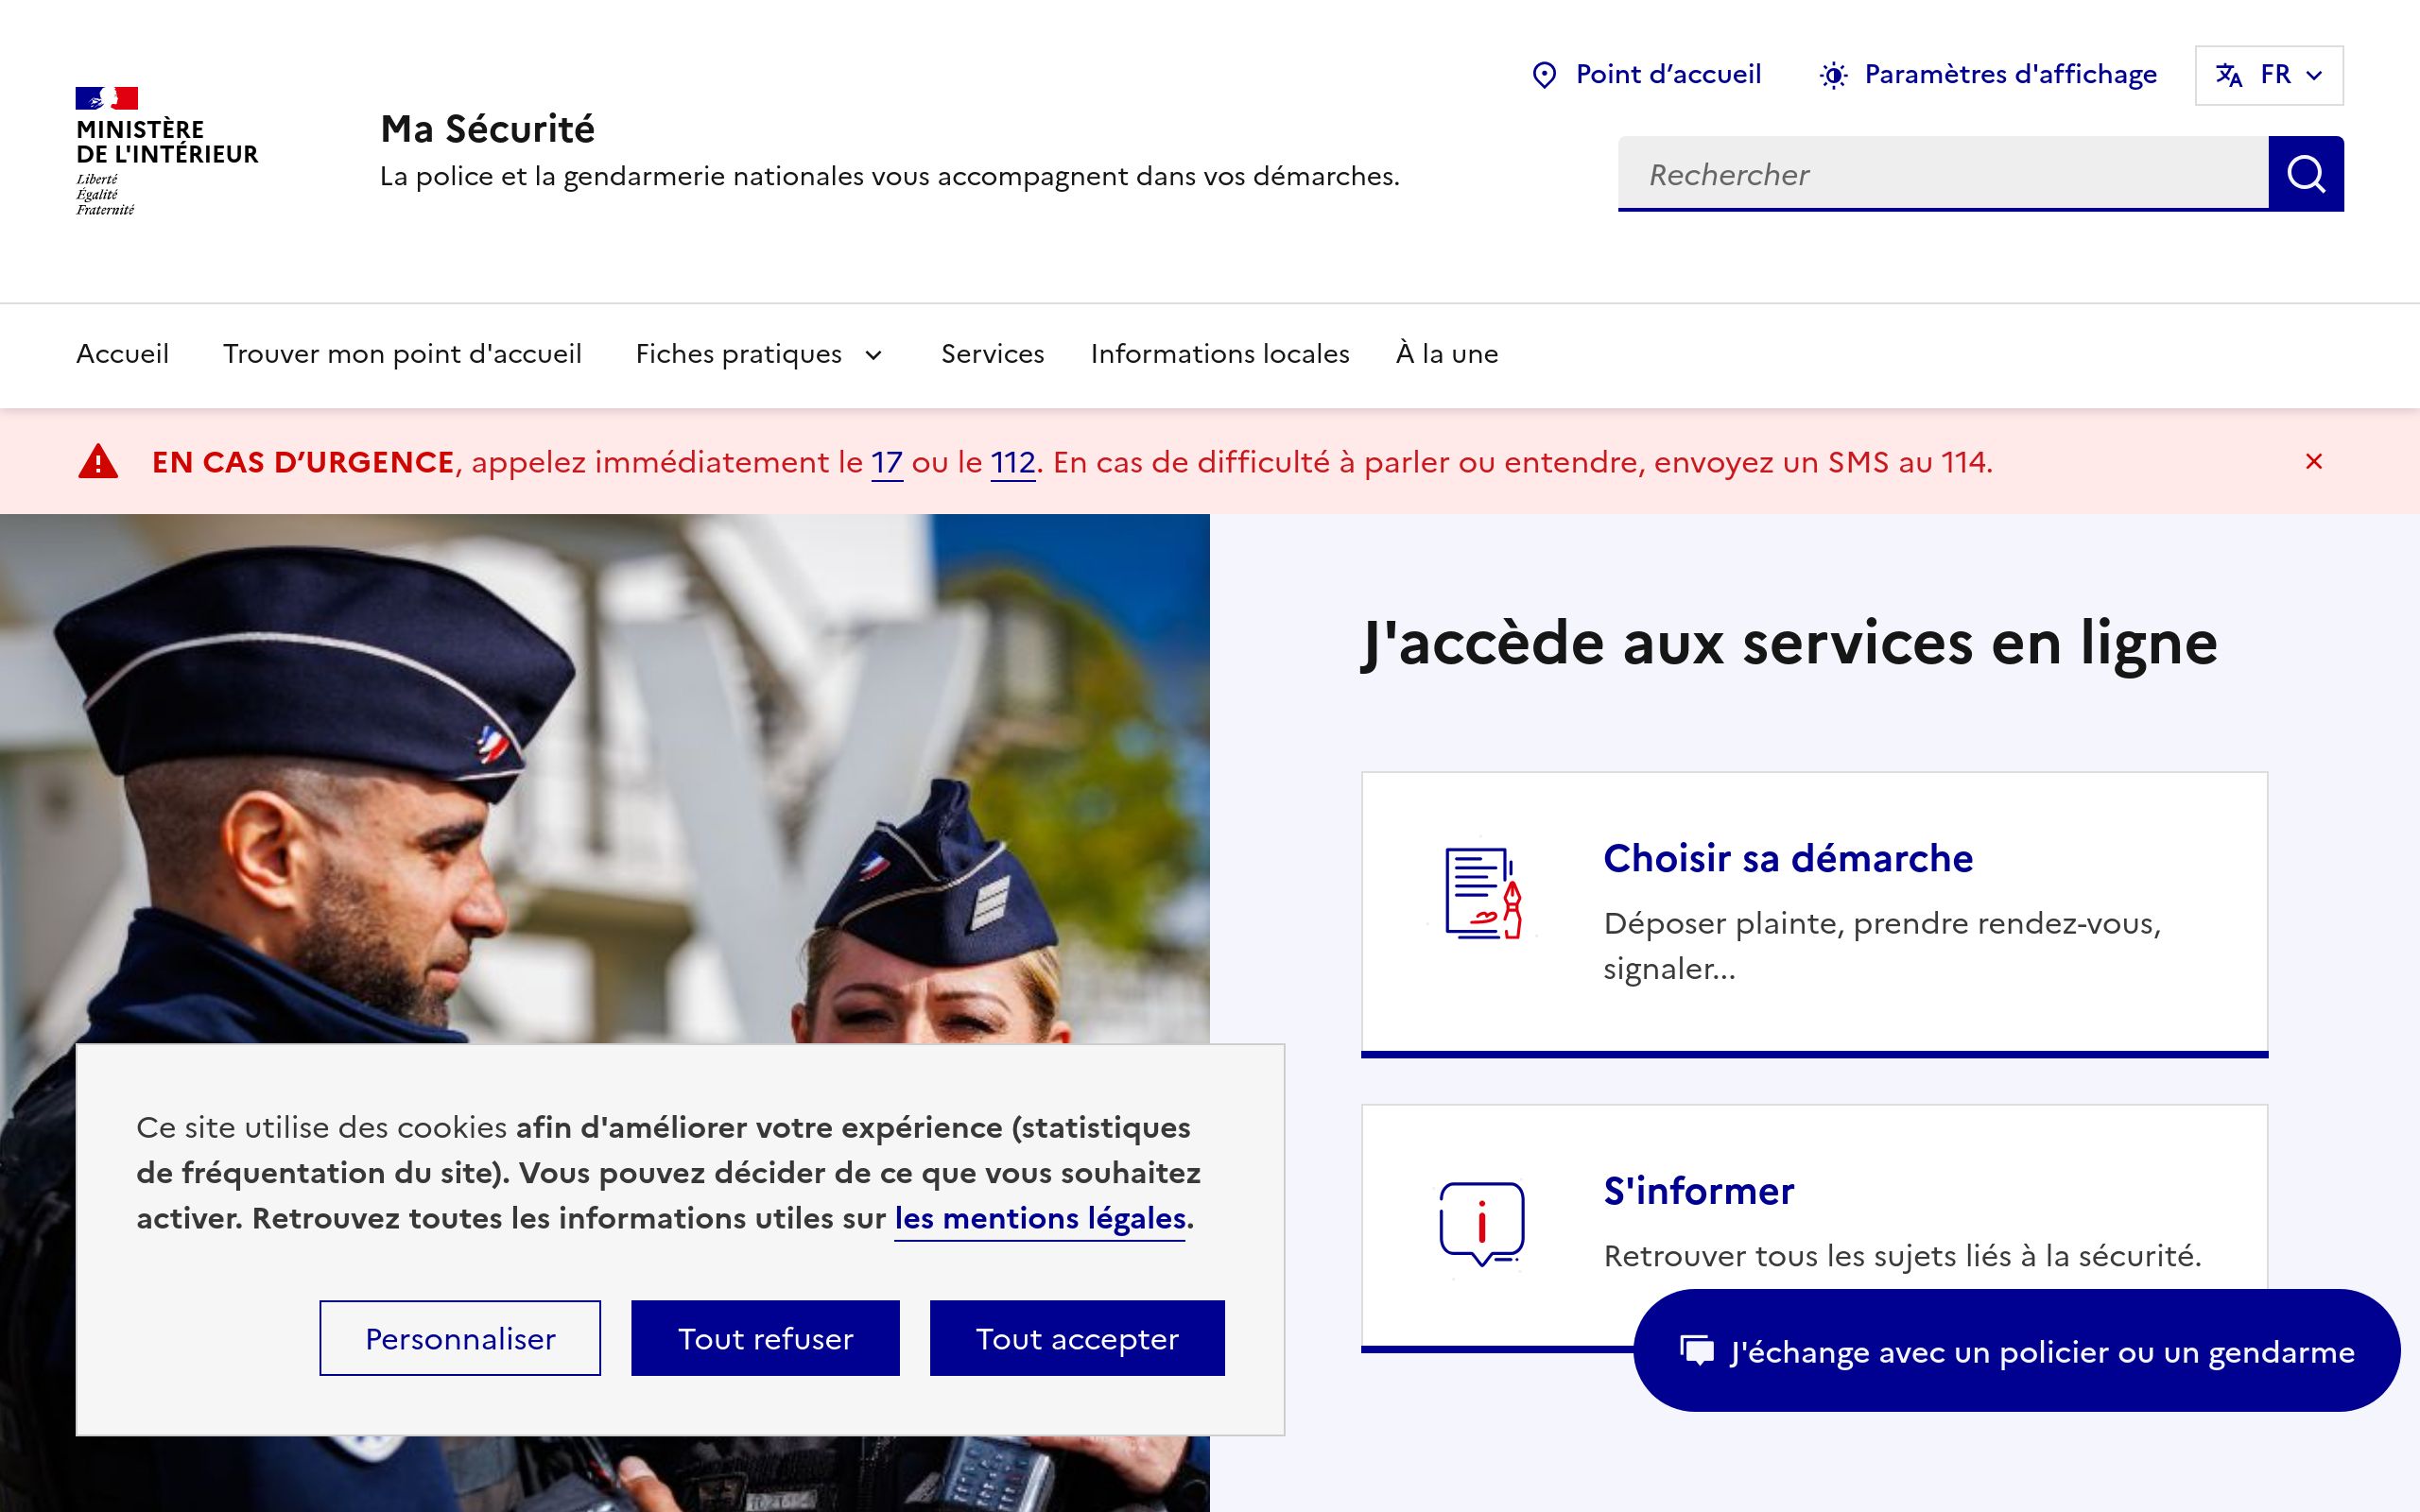 Point d’accueil
Paramètres d'affichage
FR
MINISTÈRE
DE L'INTÉRIEUR
Liberté
Égalité
Fraternité
Ma Sécurité
La police et la gendarmerie nationales vous accompagnent dans vos démarches.
Rechercher
Accueil
Trouver mon point d'accueil
Fiches pratiques
Services
Informations locales
À la une
EN CAS D’URGENCE, appelez immédiatement le 17 ou le 112. En cas de difficulté à parler ou entendre, envoyez un SMS au 114.
J'accède aux services en ligne
Choisir sa démarche
Déposer plainte, prendre rendez-vous,
signaler...
S'informer
Retrouver tous les sujets liés à la sécurité.
Ce site utilise des cookies afin d'améliorer votre expérience (statistiques
de fréquentation du site). Vous pouvez décider de ce que vous souhaitez
activer. Retrouvez toutes les informations utiles sur les mentions légales.
Personnaliser
Tout refuser
Tout accepter
J'échange avec un policier ou un gendarme